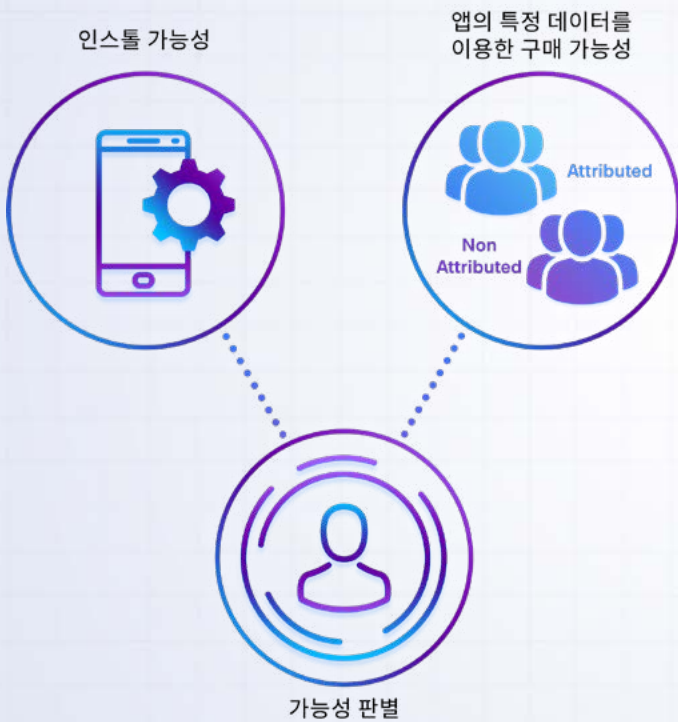 인스톨 가능성
앱의 특정 데이터를
이용한 구매 가능성
Attributed
Non
Attributed
가능성 판별